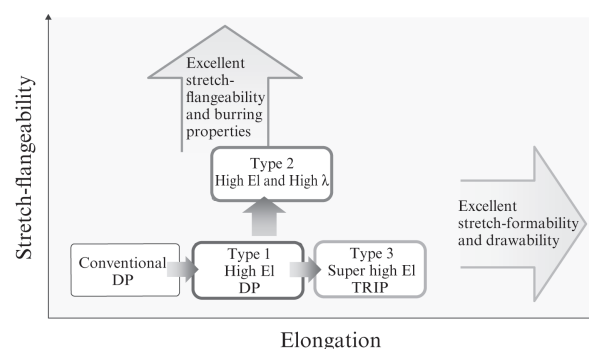 Stretch-flangeability
Excellent
stretch-
flangeability
and burring
properties
Type 2
High El and High λ
Excellent
stretch-formability
and drawability
Conventional
DP
Type 1
High El
DP
Type 3
Super high El
TRIP
Elongation